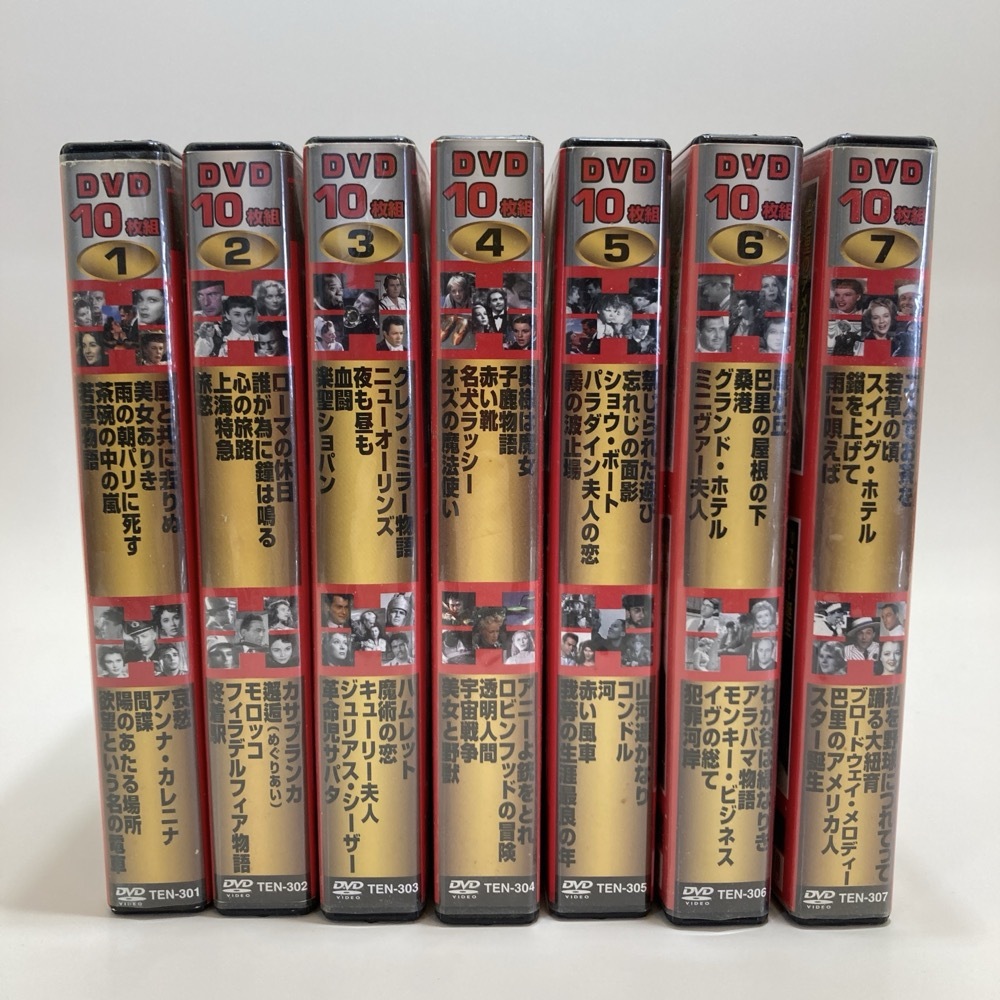 DVD
10枚組
1
風と共に去りぬ
美女ありき
雨の朝パリに死す
茶碗の中の嵐
若草物語
哀愁
アンナ・カレニナ
間諜
陽のあたる場所
欲望という名の電車
DVD
VIDEO
TEN-301
DVD
10枚組
2
ローマの休日
誰が為に鐘は鳴る
心の旅路
上海特急
旅愁
カサブランカ
邂逅(めぐりあい)
モロッコ
フィラデルフィア物語
終着駅
DVD
VIDEO
TEN-302
DVD
10枚組
3
グレン・ミラー物語
ニューオーリンズ
夜も昼も
血闘
楽聖ショパン
ハムレット
魔術の恋
キューリー夫人
ジュリアス・シーザー
革命児サパタ
DVD
VIDEO
TEN-303
DVD
10枚組
4
奥様は魔女
子鹿物語
赤い靴
名犬ラッシー
オズの魔法使い
アニーよ銃をとれ
ロビンフッドの冒険
透明人間
宇宙戦争
美女と野獣
DVD
VIDEO
TEN-304
DVD
10枚組
5
禁じられた遊び
忘れじの面影
ショウ・ボート
パラダイン夫人の恋
霧の波止場
山河遥かなり
コンドル
河
赤い風車
我等の生涯最良の年
DVD
VIDEO
TEN-305
DVD
10枚組
6
嵐が丘
巴里の屋根の下
桑港
グランド・ホテル
ミニヴァー夫人
わが谷は緑なりき
アラバマ物語
モンキー・ビジネス
イヴの総て
犯罪河岸
DVD
VIDEO
TEN-306
DVD
10枚組
7
若草の頃
スイング・ホテル
錨を上げて
雨に唄えば
私を野球につれてって
踊る大紐育
ブロードウェイ・メロディー
巴里のアメリカ人
スター誕生
DVD
VIDEO
TEN-307